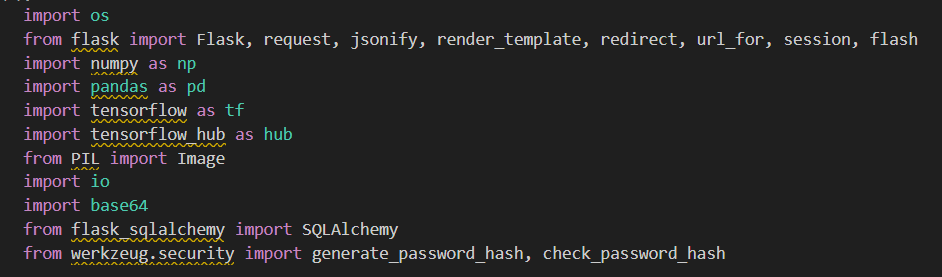 import os
from flask import Flask, request, jsonify, render_template, redirect, url_for, session, flash
import numpy as np
import pandas as pd
import tensorflow as tf
import tensorflow_hub as hub
from PIL import Image
import io
import base64
from flask_sqlalchemy import SQLAlchemy
from werkzeug.security import generate_password_hash, check_password_hash